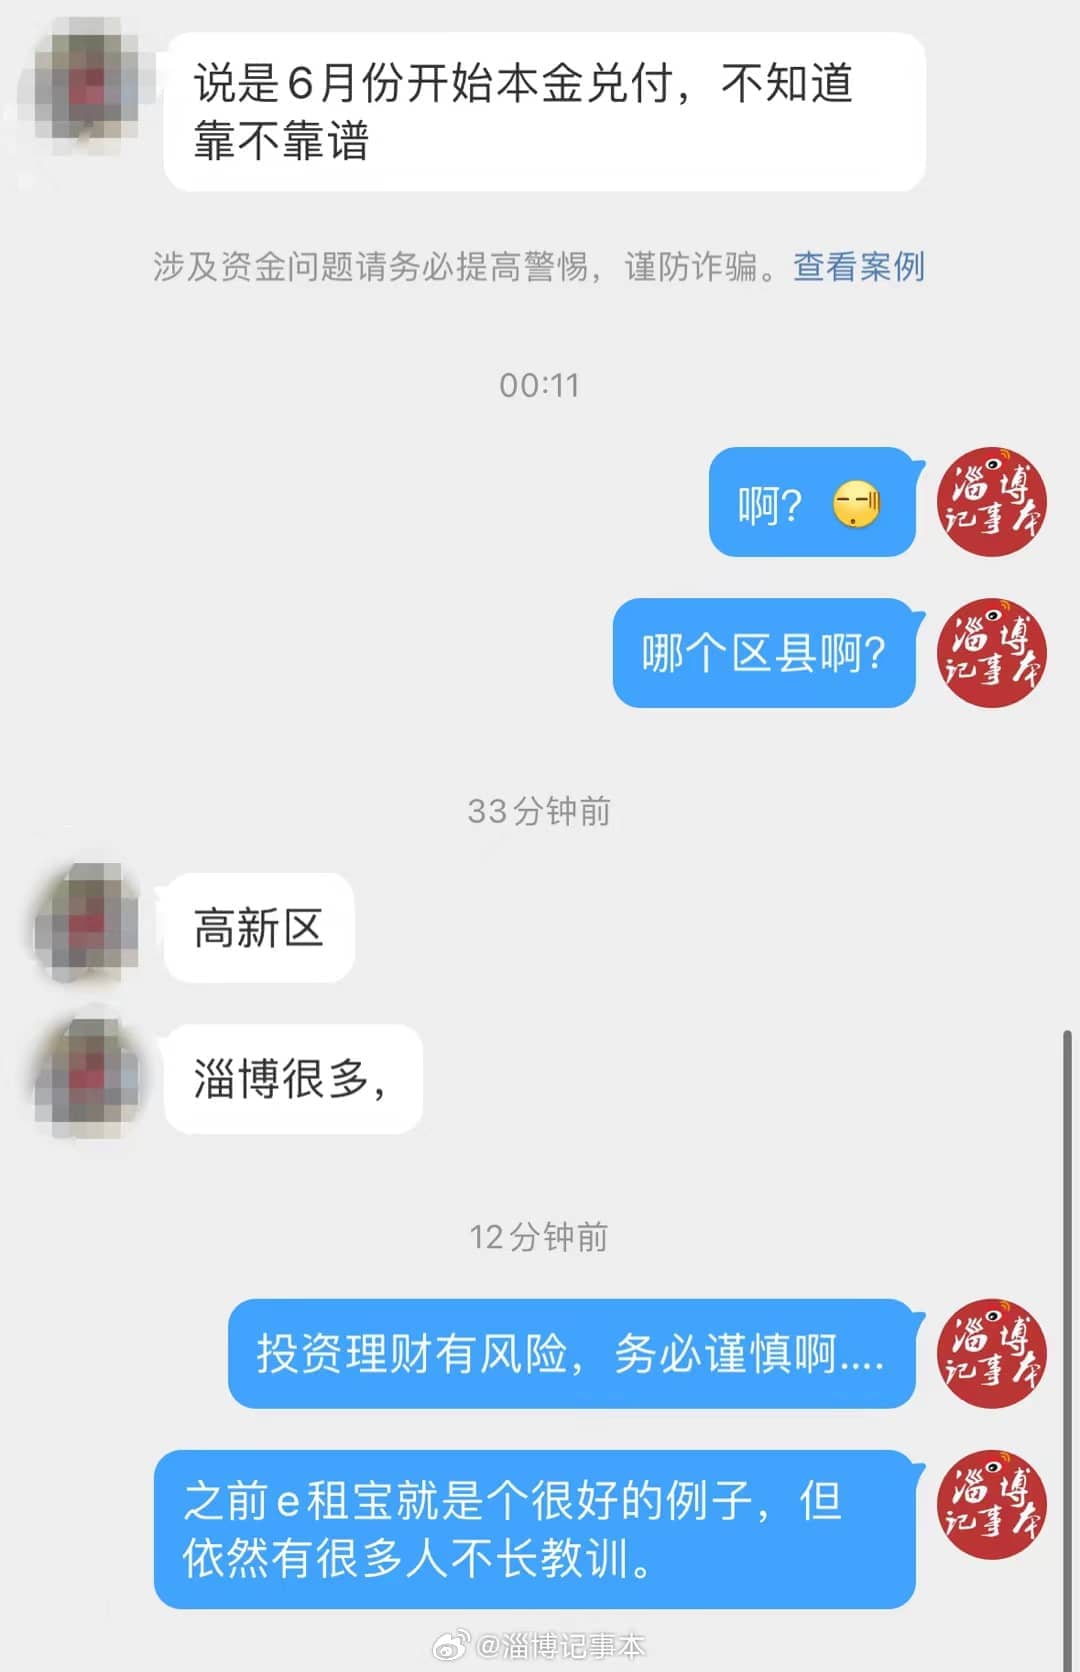 说是6月份开始本金兑付，不知道
靠不靠谱
涉及资金问题请务必提高警惕，谨防诈骗。查看案例
00:11
啊？
淄博
记事本
哪个区县啊？
淄博
记事本
33分钟前
高新区
淄博很多，
12分钟前
投资理财有风险，务必谨慎啊....
淄博
记事本
之前e租宝就是个很好的例子，但
依然有很多人不长教训。
淄博
记事本
@淄博记事本